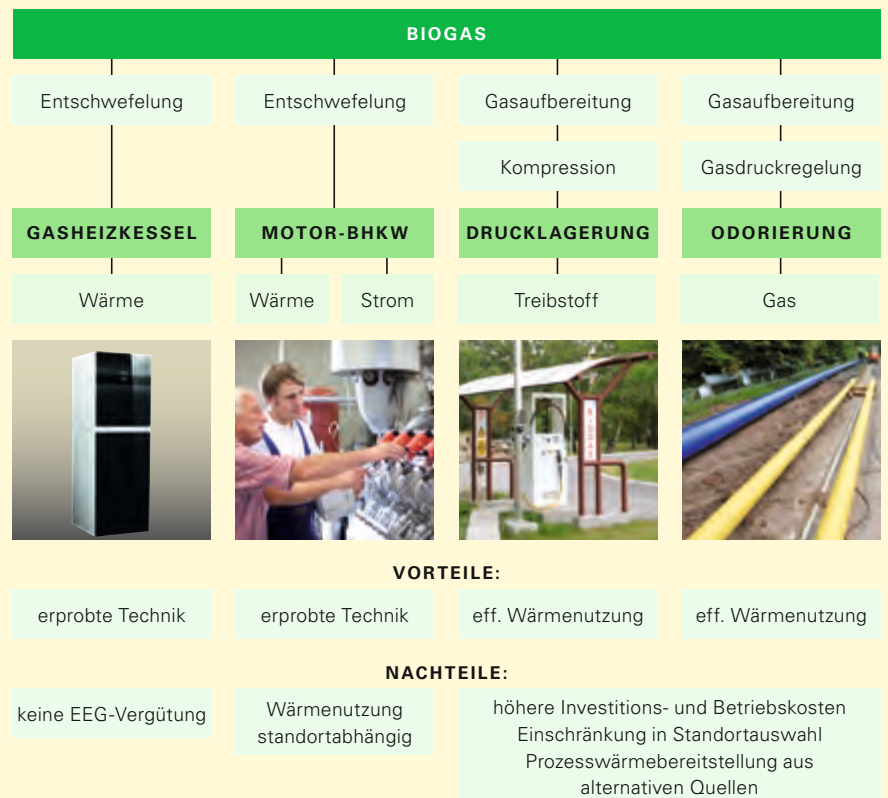 BIOGAS
Entschwefelung
Entschwefelung
Gasaufbereitung
Gasaufbereitung
Kompression
Gasdruckregelung
GASHEIZKESSEL
MOTOR-BHKW
DRUCKLAGERUNG
ODORIERUNG
Wärme
Wärme
Strom
Treibstoff
Gas
BIOGAS
VORTEILE:
erprobte Technik
erprobte Technik
eff. Wärmenutzung
eff. Wärmenutzung
NACHTEILE:
keine EEG-Vergütung
Wärmenutzung
standortabhängig
höhere Investitions- und Betriebskosten
Einschränkung in Standortauswahl
Prozesswärmebereitstellung aus
alternativen Quellen